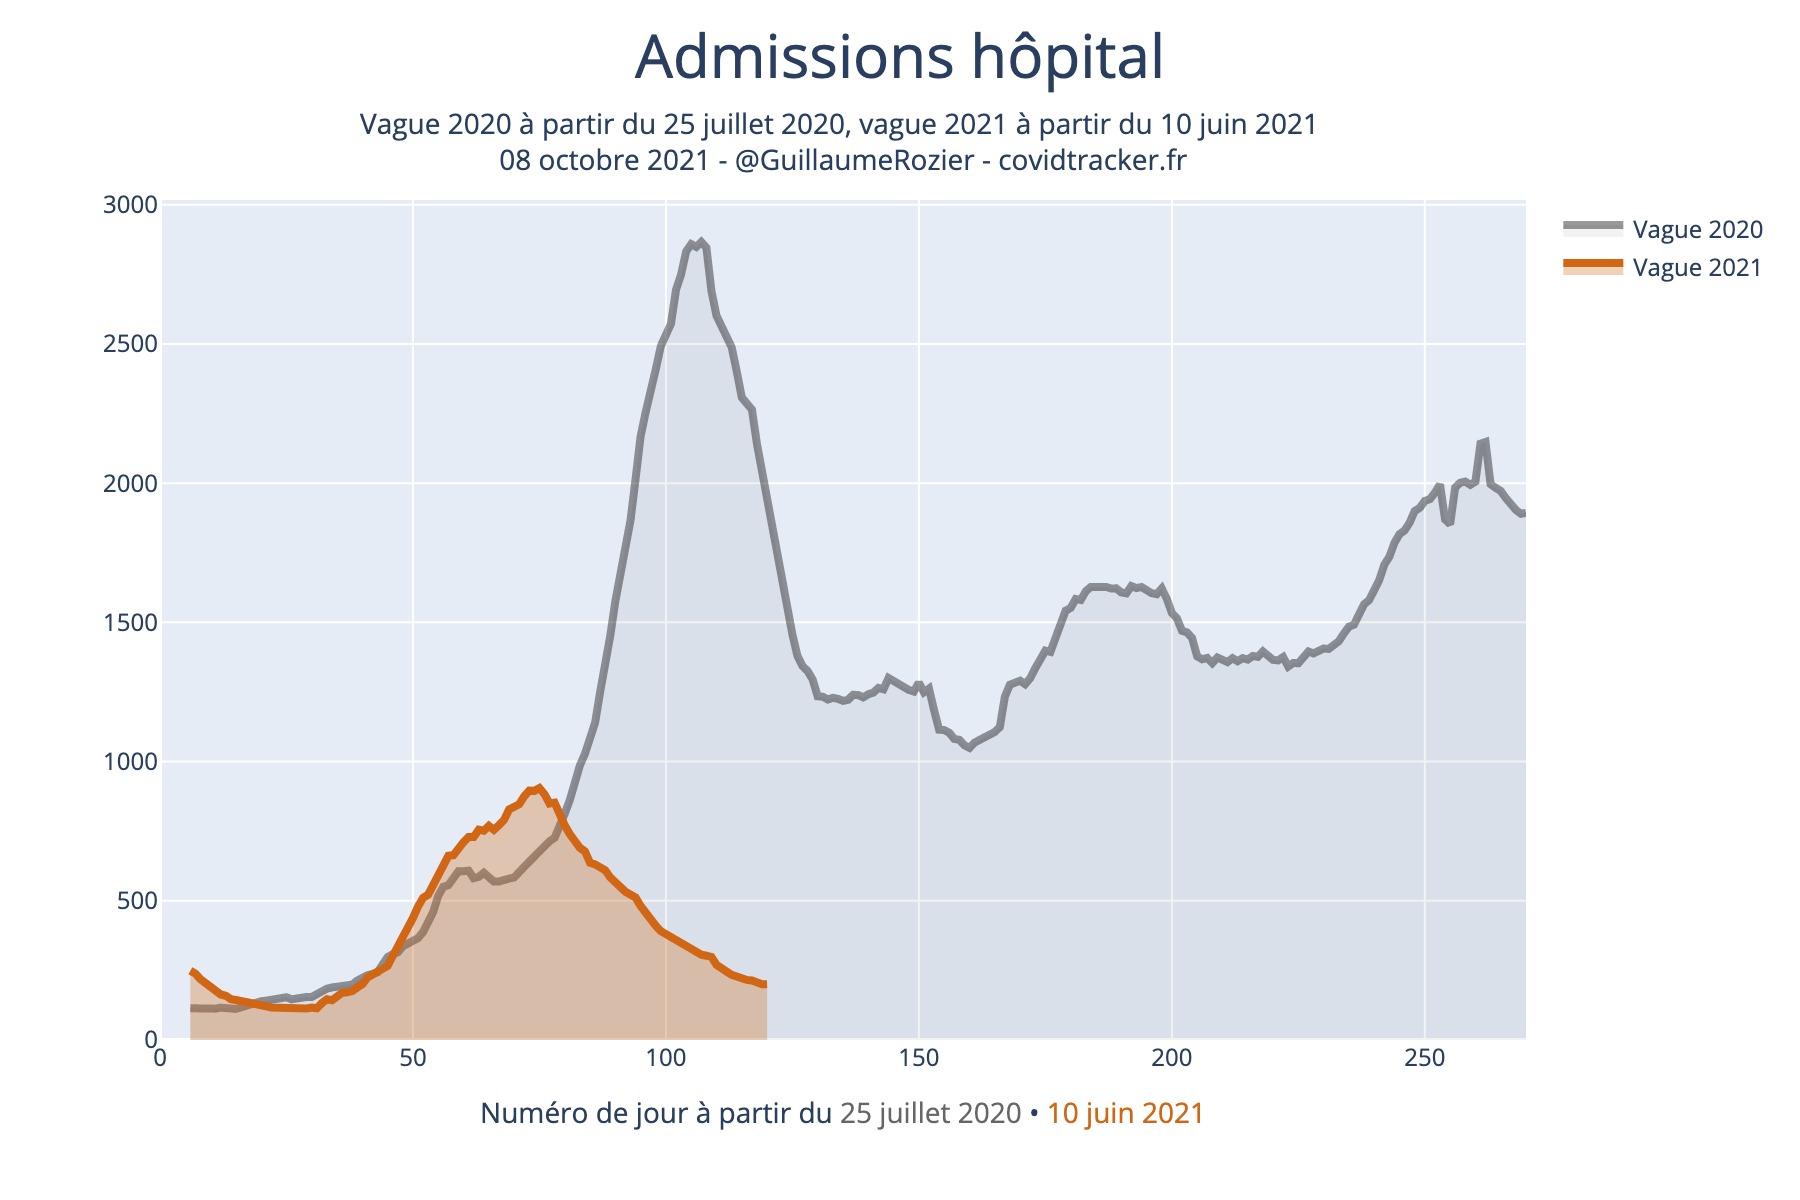 Admissions hôpital
Vague 2020 à partir du 25 juillet 2020, vague 2021 à partir du 10 juin 2021
08 octobre 2021 - @GuillaumeRozier - covidtracker.fr
3000
2500
2000
1500
1000
500
0
0 50 100 150 200 250
Vague 2020
Vague 2021
Numéro de jour à partir du 25 juillet 2020 • 10 juin 2021